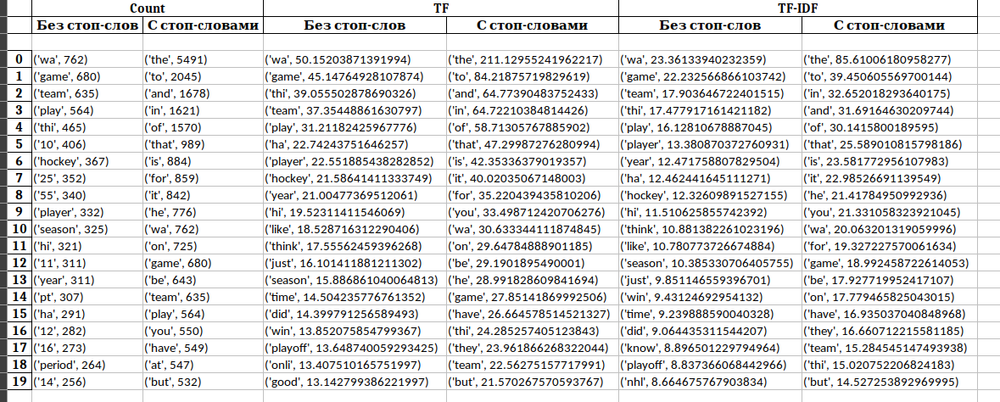 Count TF TF-IDF
Без стоп-слов С стоп-словами Без стоп-слов С стоп-словами Без стоп-слов С стоп-словами
0 ('wa', 762) ('the', 5491) ('wa', 50.15203871391994) ('the', 211.12955241962217) ('wa', 23.36133940232359) ('the', 85.61006180958277)
1 ('game', 680) ('to', 2045) ('game', 45.14764928107874) ('to', 84.21875719829619) ('game', 22.232566866103742) ('to', 39.450605569700144)
2 ('team', 635) ('and', 1678) ('thi', 39.055502878690326) ('and', 64.77390483752433) ('team', 17.903646722401515) ('in', 32.652018293640175)
3 ('play', 564) ('in', 1621) ('team', 37.35448861630797) ('in', 64.72210384814426) ('thi', 17.477917161421182) ('and', 31.69164630209744)
4 ('thi', 465) ('of', 1570) ('play', 31.21182425967776) ('of', 58.71305767885902) ('play', 16.12810678887045) ('of', 30.1415800189595)
5 ('10', 406) ('that', 989) ('ha', 22.74243751646257) ('that', 47.29987276280994) ('player', 13.380870372760931) ('that', 25.589010815798186)
6 ('hockey', 367) ('is', 884) ('player', 22.551885438282852) ('is', 42.35336379019357) ('year', 12.471758807829504) ('is', 23.581772956107983)
7 ('25', 352) ('for', 859) ('hockey', 21.58641411333749) ('it', 40.02035067148003) ('ha', 12.462441645111271) ('it', 22.98526691139549)
8 ('55', 340) ('it', 842) ('year', 21.00477369512061) ('for', 35.220439435810206) ('hockey', 12.32609891527155) ('he', 21.41784950992936)
9 ('player', 332) ('he', 776) ('hi', 19.52311411546069) ('you', 33.498712420706276) ('hi', 11.510625855742392) ('you', 21.331058323921045)
10 ('season', 325) ('wa', 762) ('like', 18.528716312290406) ('wa', 30.633344111874845) ('think', 10.881382261023196) ('wa', 20.063201319059996)
11 ('hi', 321) ('on', 725) ('think', 17.55562459396268) ('on', 29.64784888901185) ('like', 10.780773726674884) ('for', 19.327227570061634)
12 ('11', 311) ('game', 680) ('just', 16.101411881211302) ('be', 29.1901895490001) ('season', 10.385330706405755) ('game', 18.992458722614053)
13 ('year', 311) ('be', 643) ('season', 15.886861040064813) ('he', 28.991828609841694) ('just', 9.851146559396701) ('be', 17.927719952417107)
14 ('pt', 307) ('team', 635) ('time', 14.504235776761352) ('game', 27.85141869992506) ('win', 9.43124692954132) ('on', 17.779465825043015)
15 ('ha', 291) ('play', 564) ('did', 14.399791256589493) ('have', 26.664578514521327) ('time', 9.239888590040328) ('have', 16.935037040848968)
16 ('12', 282) ('you', 550) ('win', 13.852075854799367) ('thi', 24.285257405123843) ('did', 9.064435311544207) ('they', 16.660712215581185)
17 ('16', 273) ('have', 549) ('playoff', 13.648740059293425) ('they', 23.961866268322044) ('know', 8.896501229794964) ('team', 15.284545147493938)
18 ('period', 264) ('at', 547) ('onli', 13.407510165751997) ('team', 22.56275157717991) ('playoff', 8.837366068442966) ('thi', 15.020752206824183)
19 ('14', 256) ('but', 532) ('good', 13.142799386221997) ('but', 21.570267570593767) ('nhl', 8.664675767903834) ('but', 14.527253892969995)